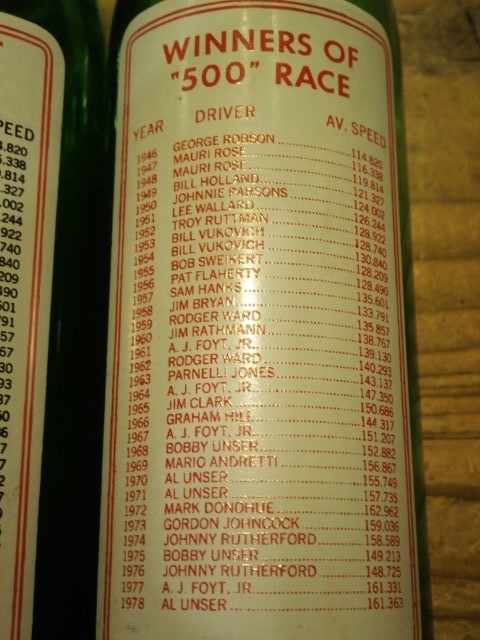 WINNERS OF
"500" RACE
YEAR DRIVER AV. SPEED
1946 GEORGE ROBSON 114.820
1947 MAURI ROSE 116.338
1948 MAURI ROSE 119.814
1949 BILL HOLLAND 121.327
1950 JOHNNIE PARSONS 124.002
1951 LEE WALLARD 126.244
1952 TROY RUTTMAN 128.922
1953 BILL VUKOVICH 128.740
1954 BILL VUKOVICH 130.840
1955 BOB SWEIKERT 128.209
1956 PAT FLAHERTY 128.490
1957 SAM HANKS 135.601
1958 JIM BRYAN 133.791
1959 RODGER WARD 135.857
1960 JIM RATHMANN 138.767
1961 A. J. FOYT, JR. 139.130
1962 RODGER WARD 140.293
1963 PARNELLI JONES 143.137
1964 A. J. FOYT, JR. 147.350
1965 JIM CLARK 150.686
1966 GRAHAM HILL 144.317
1967 A. J. FOYT, JR. 151.207
1968 BOBBY UNSER 152.882
1969 MARIO ANDRETTI 156.867
1970 AL UNSER 155.749
1971 AL UNSER 157.735
1972 MARK DONOHUE 162.962
1973 GORDON JOHNCOCK 159.036
1974 JOHNNY RUTHERFORD 158.589
1975 BOBBY UNSER 149.213
1976 JOHNNY RUTHERFORD 148.725
1977 A. J. FOYT, JR. 161.331
1978 AL UNSER 161.363